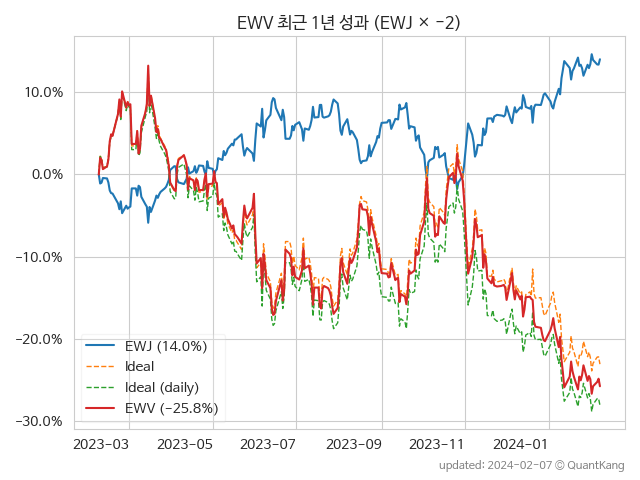 EWV 최근 1년 성과 (EWJ × −2)
10.0%
0.0%
−10.0%
−20.0%
−30.0%
EWJ (14.0%)
Ideal
Ideal (daily)
EWV (−25.8%)
2023−03
2023−05
2023−07
2023−09
2023−11
2024−01
updated: 2024−02−07 © QuantKang